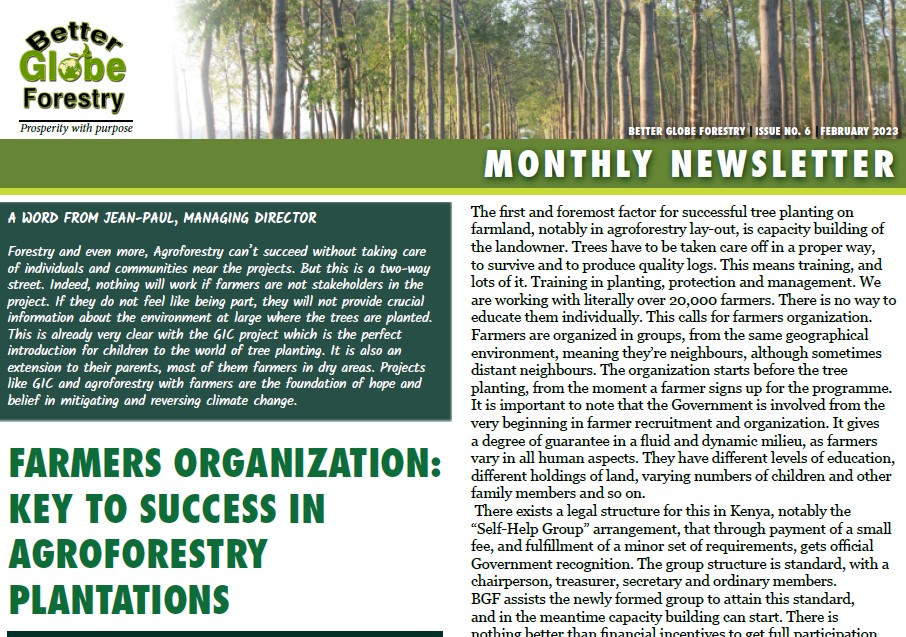 Better
Globe
Forestry
Prosperity with purpose
BETTER GLOBE FORESTRY | ISSUE NO. 6 | FEBRUARY 2023
MONTHLY NEWSLETTER
A WORD FROM JEAN-PAUL, MANAGING DIRECTOR
Forestry and even more, Agroforestry can't succeed without taking care
of individuals and communities near the projects. But this is a two-way
street. Indeed, nothing will work if farmers are not stakeholders in the
project. If they do not feel like being part, they will not provide crucial
information about the environment at large where the trees are planted.
This is already very clear with the GIC project which is the perfect
introduction for children to the world of tree planting. It is also an
extension to their parents, most of them farmers in dry areas. Projects
like GIC and agroforestry with farmers are the foundation of hope and
belief in mitigating and reversing climate change.
FARMERS ORGANIZATION:
KEY TO SUCCESS IN
AGROFORESTRY
PLANTATIONS
The first and foremost factor for successful tree planting on
farmland, notably in agroforestry lay-out, is capacity building of
the landowner. Trees have to be taken care off in a proper way,
to survive and to produce quality logs. This means training, and
lots of it. Training in planting, protection and management. We
are working with literally over 20,000 farmers. There is no way to
educate them individually. This calls for farmers organization.
Farmers are organized in groups, from the same geographical
environment, meaning they're neighbours, although sometimes
distant neighbours. The organization starts before the tree
planting, from the moment a farmer signs up for the programme.
It is important to note that the Government is involved from the
very beginning in farmer recruitment and organization. It gives
a degree of guarantee in a fluid and dynamic milieu, as farmers
vary in all human aspects. They have different levels of education,
different holdings of land, varying numbers of children and other
family members and so on.
There exists a legal structure for this in Kenya, notably the
"Self-Help Group" arrangement, that through payment of a small
fee, and fulfillment of a minor set of requirements, gets official
Government recognition. The group structure is standard, with a
chairperson, treasurer, secretary and ordinary members.
BGF assists the newly formed group to attain this standard,
and in the meantime capacity building can start. There is
nothing better than financial incentives to get full participation